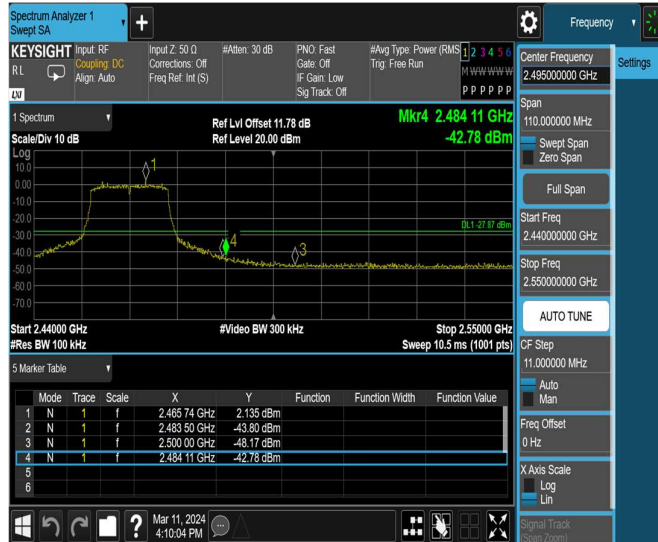 Spectrum Analyzer 1
Swept SA
+
Frequency
KEYSIGHT
RL
LXI
Input: RF
Coupling: DC
Align: Auto
Input Z: 50 Ω
Corrections: Off
Freq Ref: Int (S)
#Atten: 30 dB
PNO: Fast
Gate: Off
IF Gain: Low
Sig Track: Off
#Avg Type: Power (RMS
Trig: Free Run
1 2 3 4 5 6
M W W W W W
P P P P P P
1 Spectrum
Scale/Div 10 dB
Ref Lvl Offset 11.78 dB
Ref Level 20.00 dBm
Mkr4 2.484 11 GHz
-42.78 dBm
Log
10.0
0.00
-10.0
-20.0
-30.0
-40.0
-50.0
-60.0
-70.0
1
4
3
DL1 -27.87 dBm
Start 2.44000 GHz
#Res BW 100 kHz
#Video BW 300 kHz
Stop 2.55000 GHz
Sweep 10.5 ms (1001 pts)
5 Marker Table
Mode Trace Scale X Y Function Function Width Function Value
1 N 1 f 2.465 74 GHz 2.135 dBm
2 N 1 f 2.483 50 GHz -43.80 dBm
3 N 1 f 2.500 00 GHz -48.17 dBm
4 N 1 f 2.484 11 GHz -42.78 dBm
5
6
?
Mar 11, 2024
4:10:04 PM
Center Frequency
2.495000000 GHz
Settings
Span
110.000000 MHz
Swept Span
Zero Span
Full Span
Start Freq
2.440000000 GHz
Stop Freq
2.550000000 GHz
AUTO TUNE
CF Step
11.000000 MHz
Auto
Man
Freq Offset
0 Hz
X Axis Scale
Log
Lin
Signal Track
(Span Zoom)